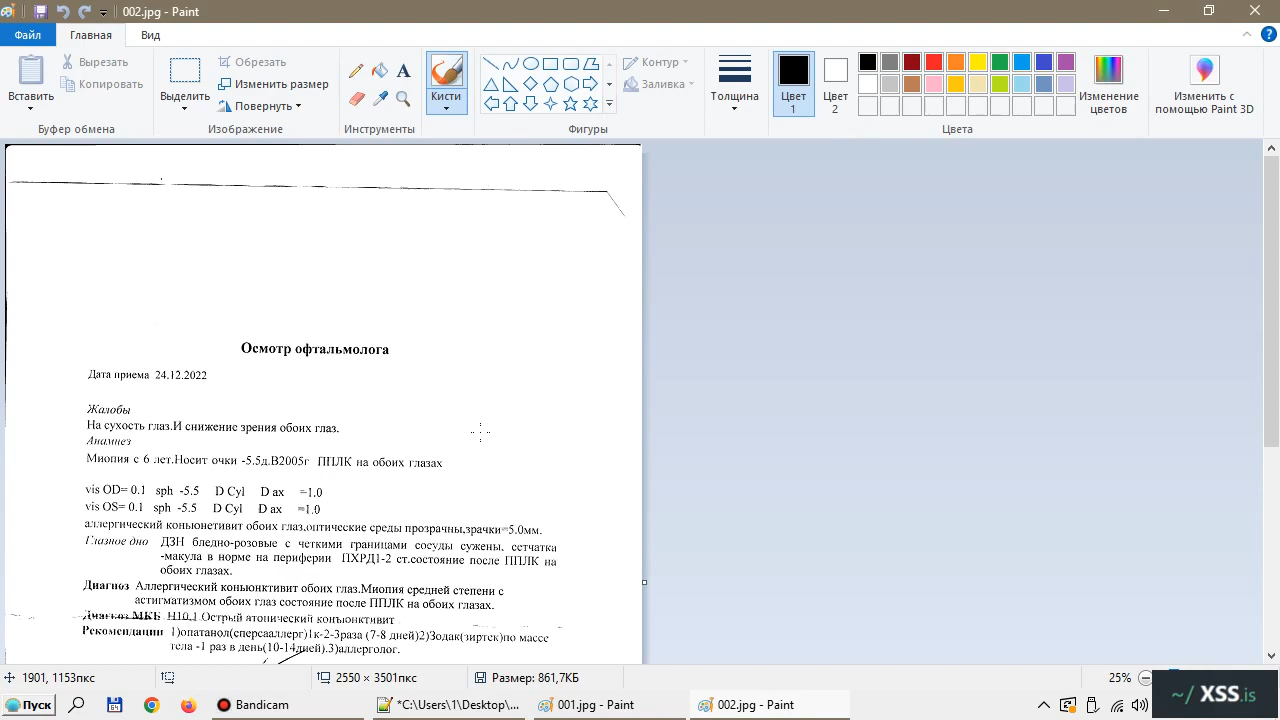 002.jpg - Paint
Файл Главная Вид
Вставить
Вырезать
Копировать
Буфер обмена
Выделить
Обрезать
Изменить размер
Повернуть
Изображение
Инструменты
Кисти
Контур
Заливка
Фигуры
Толщина
Цвет 1
Цвет 2
Изменение цветов
Цвета
Изменить с помощью Paint 3D
Осмотр офтальмолога
Дата приема 24.12.2022
Жалобы
На сухость глаз.И снижение зрения обоих глаз.
Анамнез
Миопия с 6 лет.Носит очки -5.5д.В2005г ППЛК на обоих глазах
vis OD= 0.1 sph -5.5 D Cyl D ax =1.0
vis OS= 0.1 sph -5.5 D Cyl D ax =1.0
аллергический коньюнетивит обоих глаз,оптические среды прозрачны,зрачки=5.0мм.
Глазное дно ДЗН бледно-розовые с четкими границами сосуды сужены, сетчатка
-макула в норме на периферии ПХРД1-2 ст.состояние после ППЛК на
обоих глазах.
Диагноз Аллергический коньюнктивит обоих глаз.Миопия средней степени с
астигматизмом обоих глаз состояние после ППЛК на обоих глазах.
Диагноз МКБ H10.1 Острый атопический конъюнктивит
Рекомендации 1)опатанол(сперсааллерг)1к-2-3раза (7-8 дней)2)Зодак(зиртек)по массе
тела -1 раз в день(10-14дней).3)аллерголог.
1901, 1153пкс
2550 × 3501пкс
Размер: 861,7КБ
25%
Пуск
Bandicam
*C:\Users\1\Desktop\...
001.jpg - Paint
002.jpg - Paint
~/ XSS.is